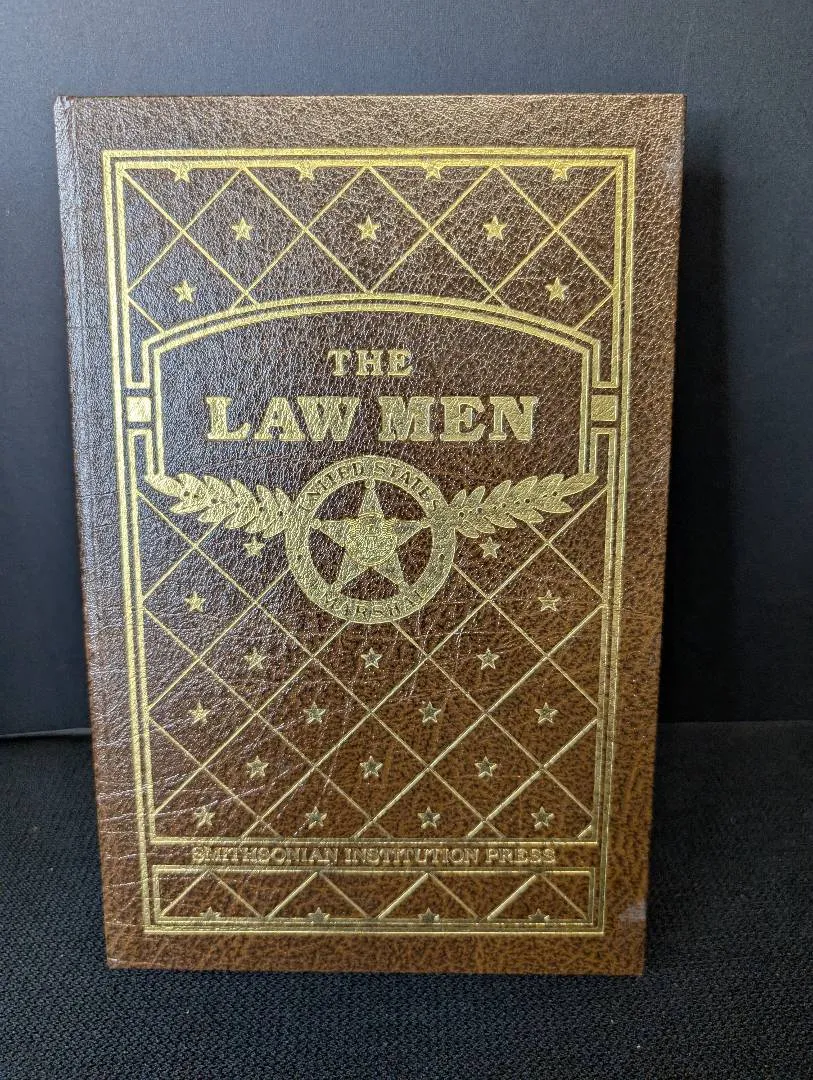 THE
LAW MEN
UNITED STATES
MARSHAL
SMITHSONIAN INSTITUTION PRESS